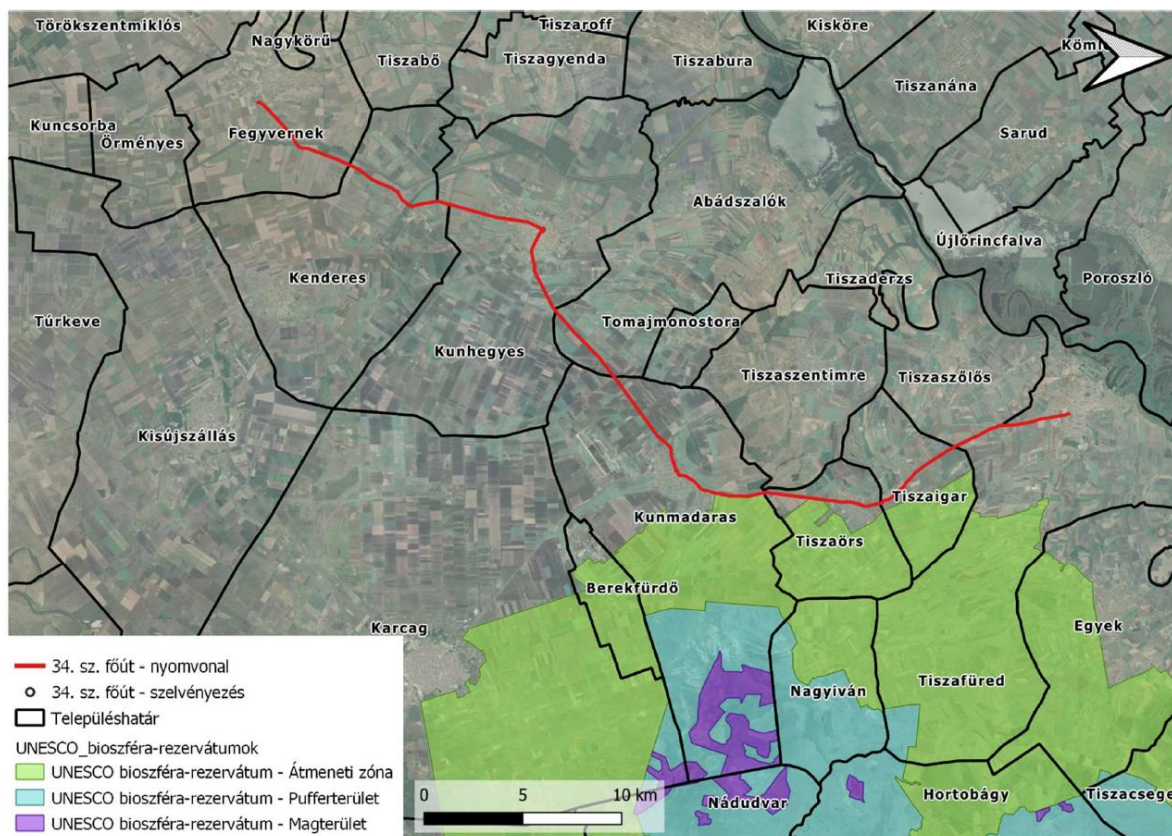 Törökszentmiklós
Nagykörű
Tiszaroff
Kisköre
Tiszabő
Tiszagyenda
Tiszabura
Tiszanána
Kuncsorba
Örményes
Fegyvernek
Sarud
Abádszalók
Újlőrincfalva
Kenderes
Tiszaderzs
Poroszló
Túrkeve
Tomajmonostora
Kunhegyes
Tiszaszentimre
Tiszaszőlős
Kisújszállás
Tiszaigar
Kunmadaras
Tiszaörs
Berekfürdő
Karcag
Egyek
Nagyiván
Tiszafüred
Nádudvar
Hortobágy
Tiszacsege
34. sz. főút - nyomvonal
34. sz. főút - szelvényezés
Településhatár
UNESCO_bioszféra-rezervátumok
UNESCO bioszféra-rezervátum - Átmeneti zóna
UNESCO bioszféra-rezervátum - Pufferterület
UNESCO bioszféra-rezervátum - Magterület
0 5 10 km